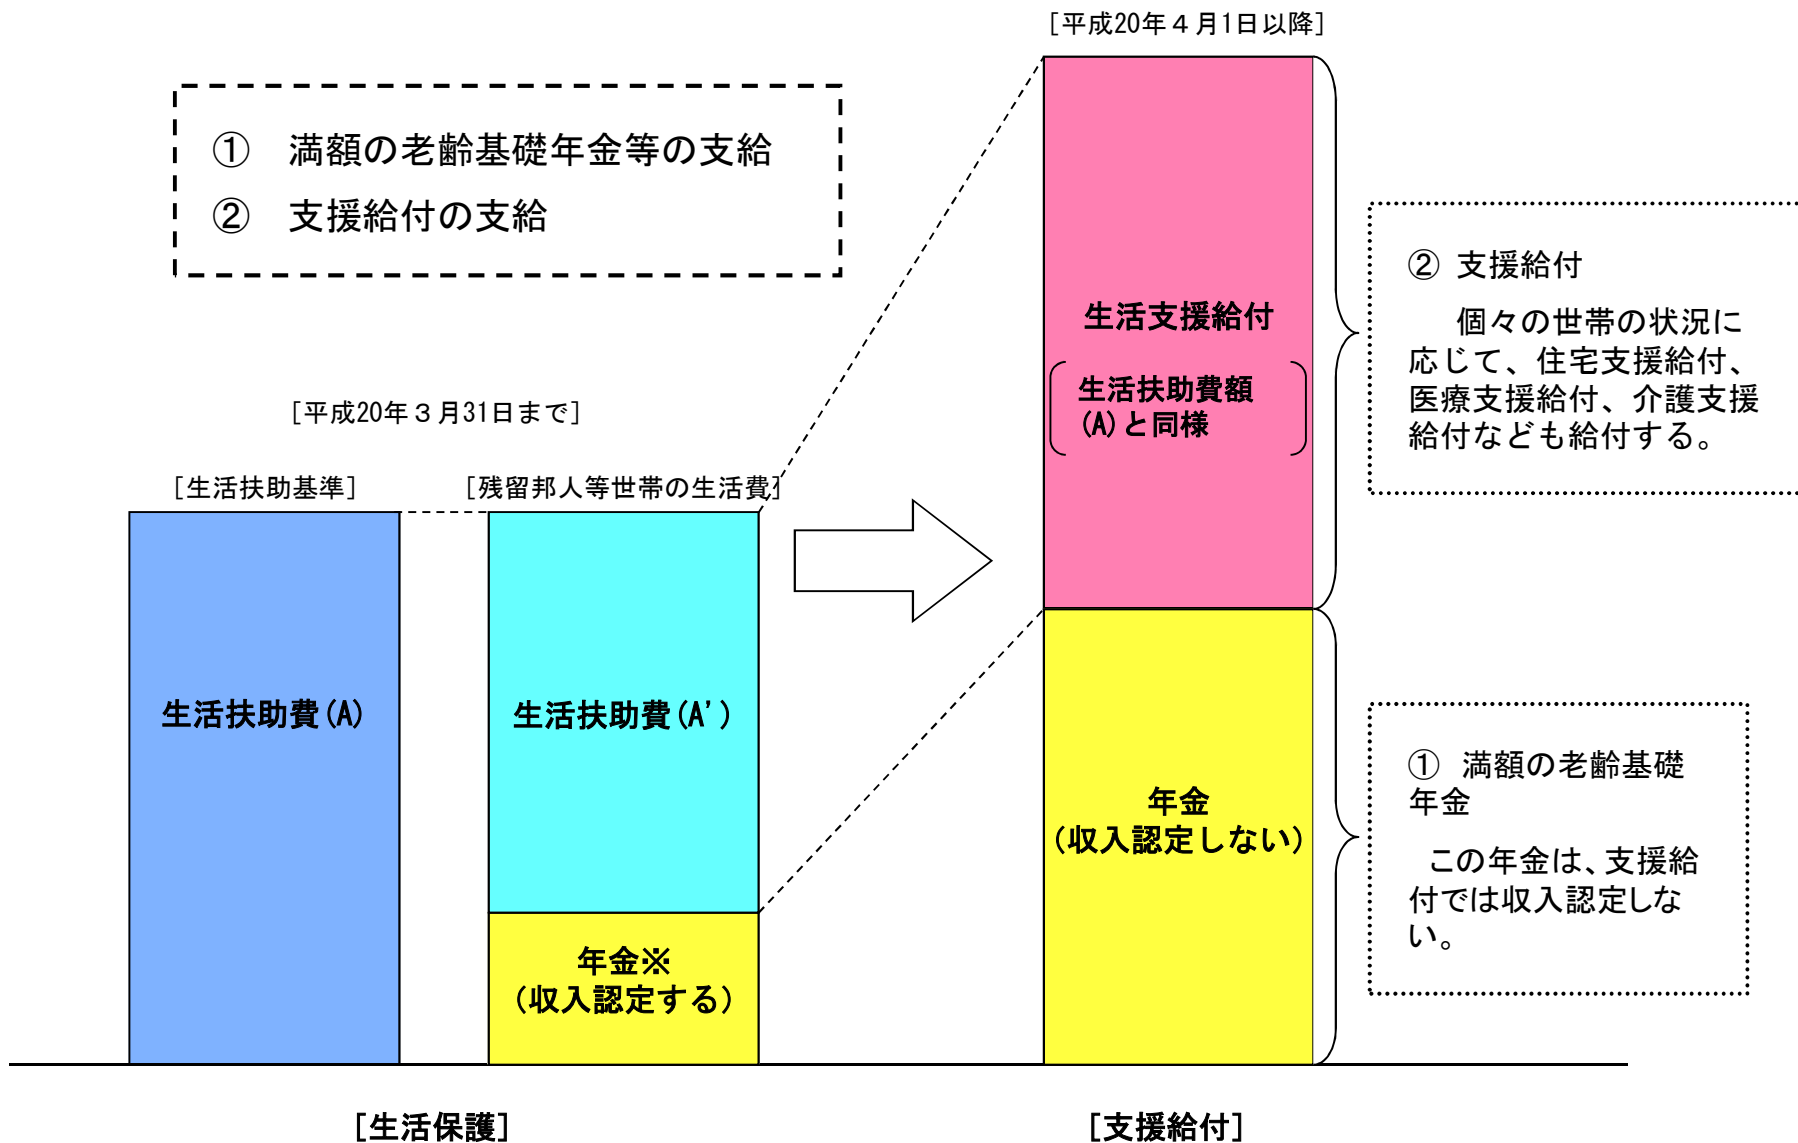 [平成20年４月1日以降]
① 満額の老齢基礎年金等の支給
② 支援給付の支給
② 支援給付
個々の世帯の状況に
応じて、住宅支援給付、
医療支援給付、介護支援
給付なども給付する。
生活支援給付
生活扶助費額
(A)と同様
[平成20年３月31日まで]
[生活扶助基準]
[残留邦人等世帯の生活費]
生活扶助費(A)
生活扶助費(A')
年金※
(収入認定する)
年金
(収入認定しない)
① 満額の老齢基礎
年金
この年金は、支援給
付では収入認定しな
い。
[生活保護]
[支援給付]